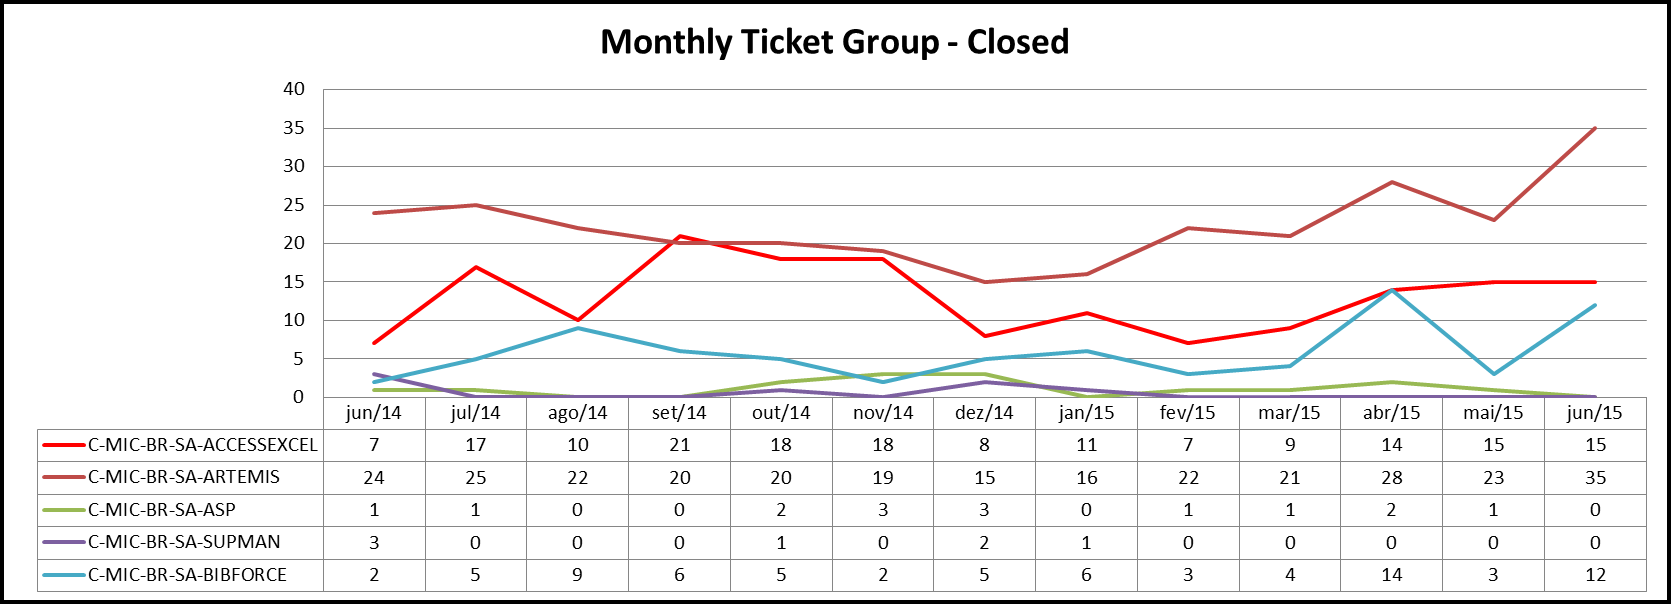 Monthly Ticket Group - Closed
40
35
30
25
20
15
10
5
0
jun/14 jul/14 ago/14 set/14 out/14 nov/14 dez/14 jan/15 fev/15 mar/15 abr/15 mai/15 jun/15
C-MIC-BR-SA-ACCESSEXCEL 7 17 10 21 18 18 8 11 7 9 14 15 15
C-MIC-BR-SA-ARTEMIS 24 25 22 20 20 19 15 16 22 21 28 23 35
C-MIC-BR-SA-ASP 1 1 0 0 2 3 3 0 1 1 2 1 0
C-MIC-BR-SA-SUPMAN 3 0 0 0 1 0 2 1 0 0 0 0 0
C-MIC-BR-SA-BIBFORCE 2 5 9 6 5 2 5 6 3 4 14 3 12